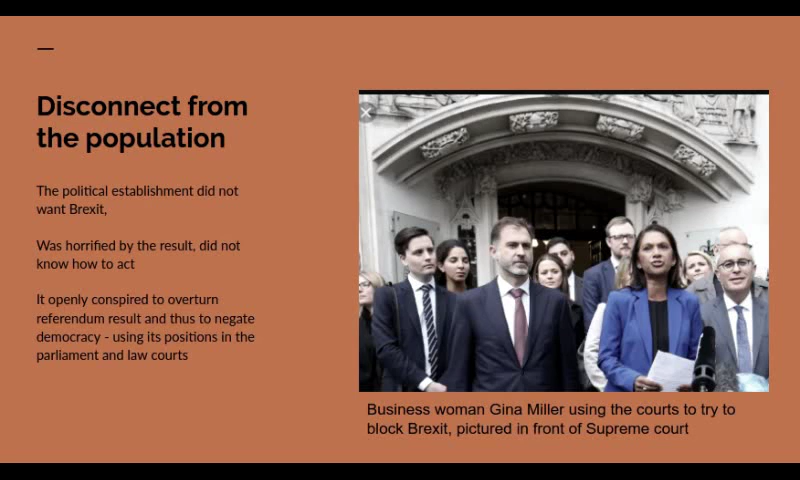 Disconnect from
the population
The political establishment did not
want Brexit,
Was horrified by the result, did not
know how to act
It openly conspired to overturn
referendum result and thus to negate
democracy - using its positions in the
parliament and law courts
Business woman Gina Miller using the courts to try to
block Brexit, pictured in front of Supreme court